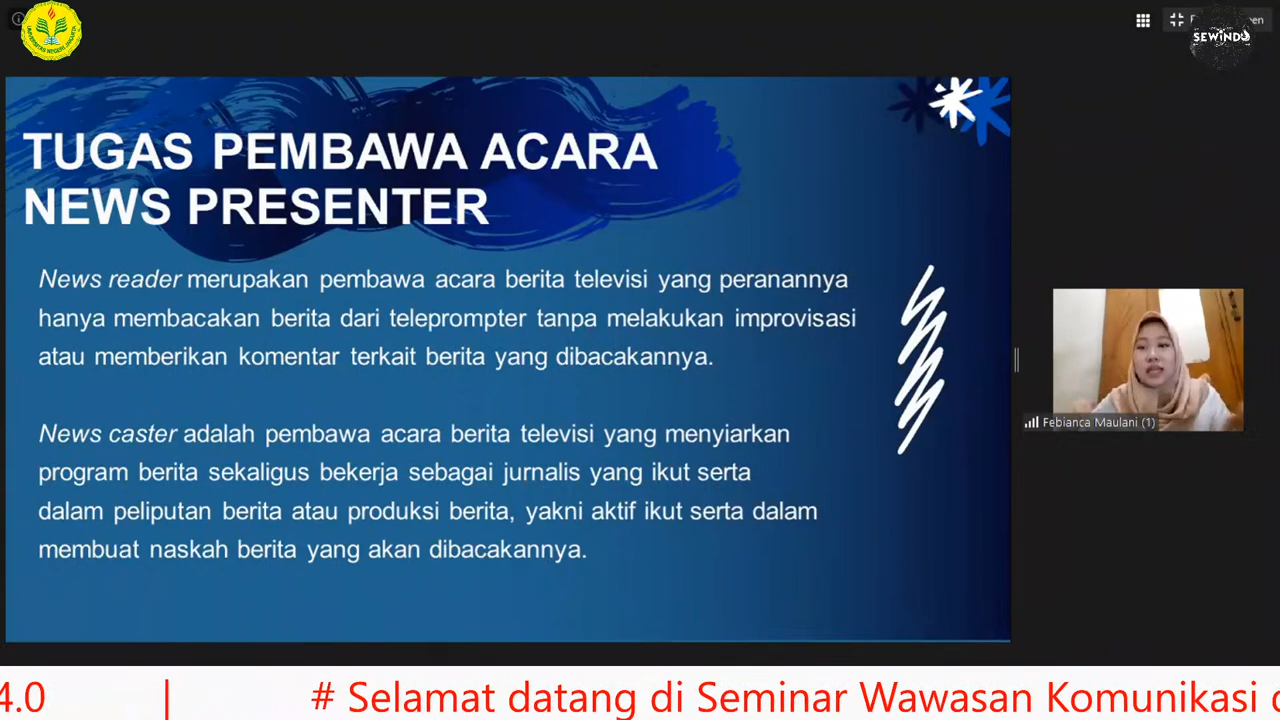 UNIVERSITAS NEGERI JAKARTA
SEWINDU
TUGAS PEMBAWA ACARA
NEWS PRESENTER
News reader merupakan pembawa acara berita televisi yang peranannya
hanya membacakan berita dari teleprompter tanpa melakukan improvisasi
atau memberikan komentar terkait berita yang dibacakannya.
News caster adalah pembawa acara berita televisi yang menyiarkan
program berita sekaligus bekerja sebagai jurnalis yang ikut serta
dalam peliputan berita atau produksi berita, yakni aktif ikut serta dalam
membuat naskah berita yang akan dibacakannya.
Febianca Maulani (1)
4.0 | # Selamat datang di Seminar Wawasan Komunikasi